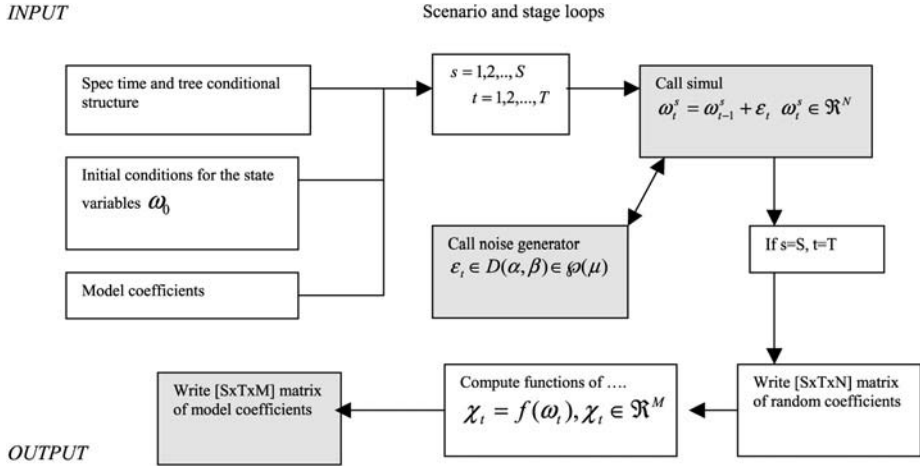 INPUT
Scenario and stage loops
Spec time and tree conditional
structure
s = 1,2,.., S
t = 1,2,..., T
Call simul
ω_t^s = ω_{t-1}^s + ε_t  ω_t^s ∈ ℜ^N
Initial conditions for the state
variables ω_0
Call noise generator
ε_t ∈ D(α, β) ∈ ℘(μ)
If s=S, t=T
Model coefficients
Write [SxTxM] matrix
of model coefficients
Compute functions of ....
χ_t = f(ω_t), χ_t ∈ ℜ^M
Write [SxTxN] matrix
of random coefficients
OUTPUT